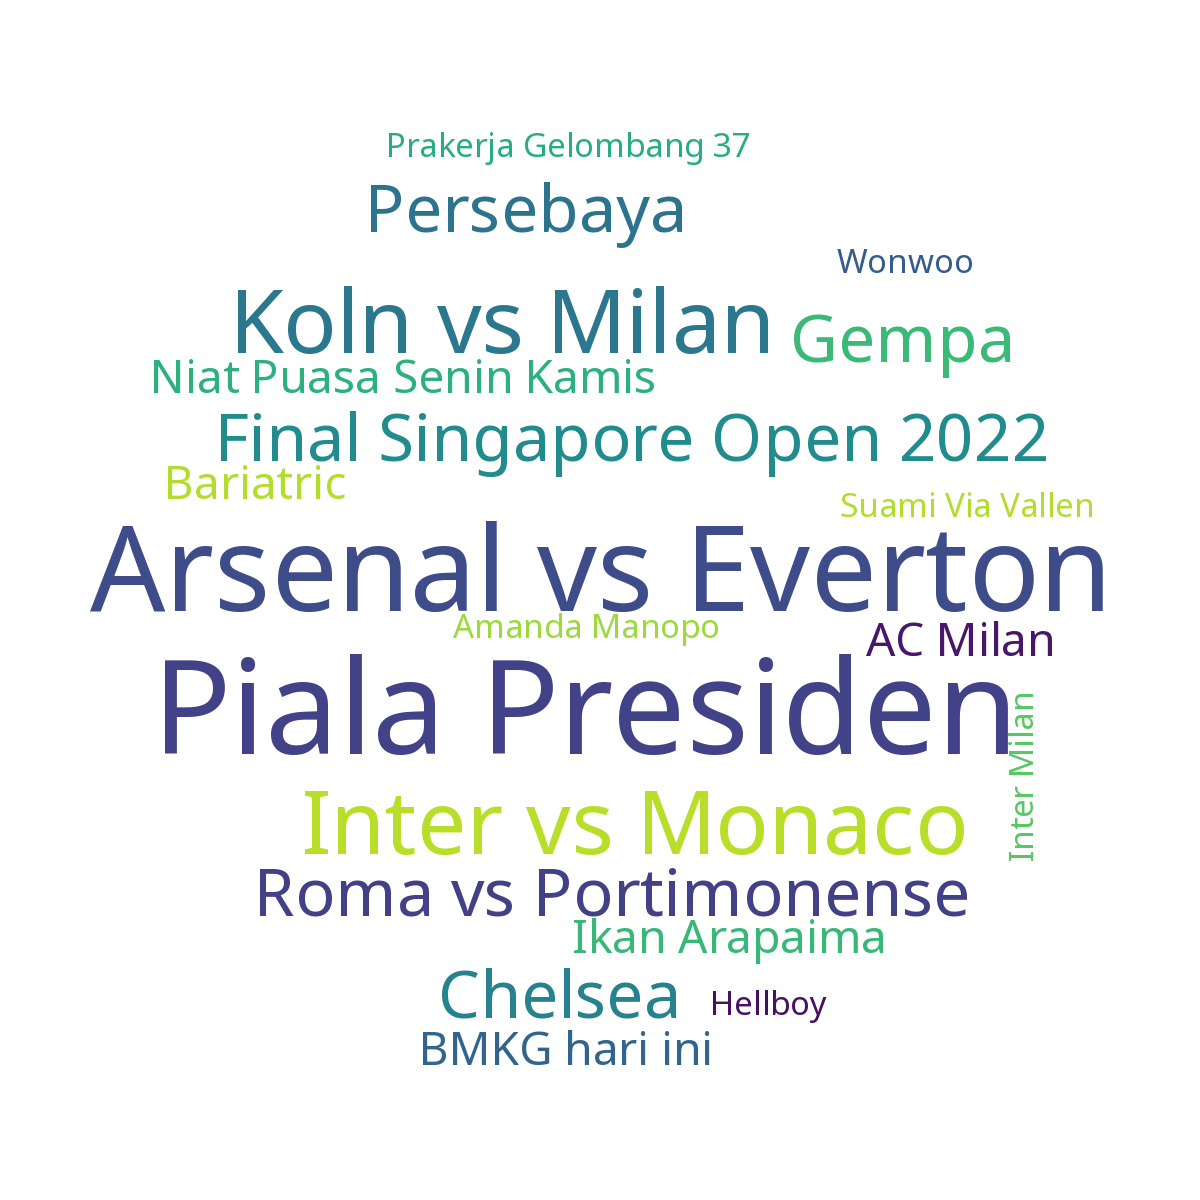 Prakerja Gelombang 37
Persebaya
Wonwoo
Koln vs Milan
Gempa
Niat Puasa Senin Kamis
Final Singapore Open 2022
Bariatric
Suami Via Vallen
Arsenal vs Everton
Amanda Manopo
AC Milan
Piala Presiden
Inter Milan
Inter vs Monaco
Roma vs Portimonense
Ikan Arapaima
Chelsea
Hellboy
BMKG hari ini